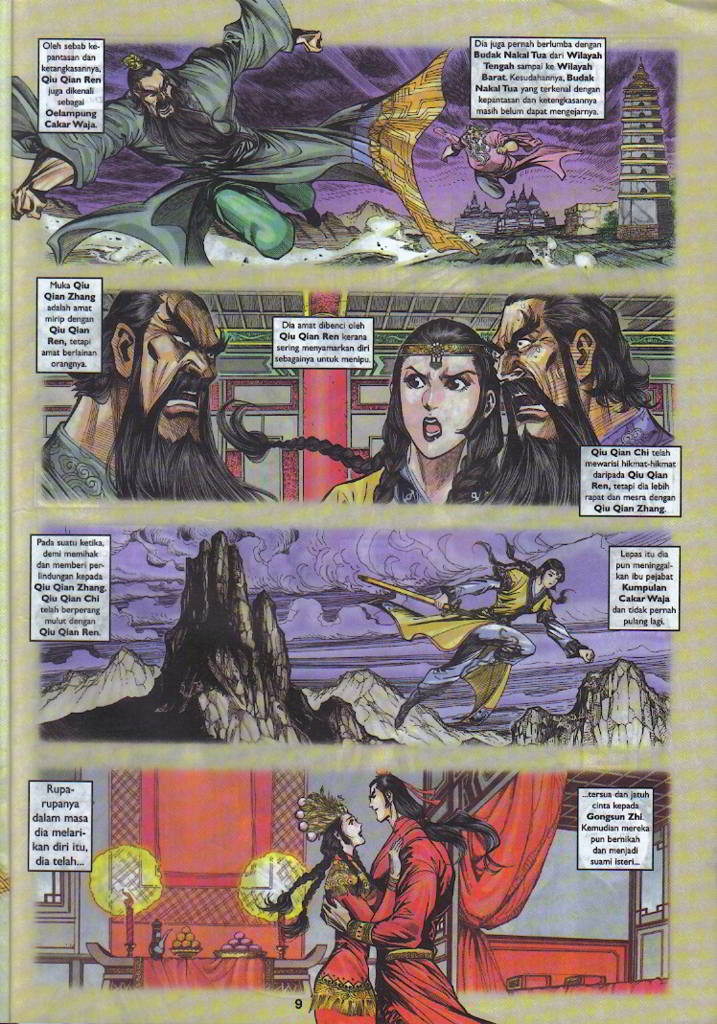 Oleh sebab ke-
pantasan dan
ketangkasannya,
Qiu Qian Ren
juga dikenali
sebagai
Oelampung
Cakar Waja.
Dia juga pernah berlumba dengan
Budak Nakal Tua dari Wilayah
Tengah sampai ke Wilayah
Barat. Kesudahannya, Budak
Nakal Tua yang terkenal dengan
kepantasan dan ketengkasannya
masih belum dapat mengejarnya.
Muka Qiu
Qian Zhang
adalah amat
mirip dengan
Qiu Qian
Ren, tetapi
amat berlainan
orangnya.
Dia amat dibenci oleh
Qiu Qian Ren kerana
sering menyamarkan diri
sebagainya untuk menipu.
Qiu Qian Chi telah
mewarisi hikmat-hikmat
daripada Qiu Qian
Ren, tetapi dia lebih
rapat dan mesra dengan
Qiu Qian Zhang.
Pada suatu ketika,
demi memihak
dan memberi per-
lindungan kepada
Qiu Qian Zhang,
Qiu Qian Chi
telah berperang
mulut dengan
Qiu Qian Ren.
Lepas itu dia
pun meninggal-
kan ibu pejabat
Kumpulan
Cakar Waja
dan tidak pernah
pulang lagi.
Rupa-
rupanya
dalam masa
dia melari-
kan diri itu,
dia telah...
...tersua dan jatuh
cinta kepada
Gongsun Zhi.
Kemudian mereka
pun bernikah
dan menjadi
suami isteri...
9